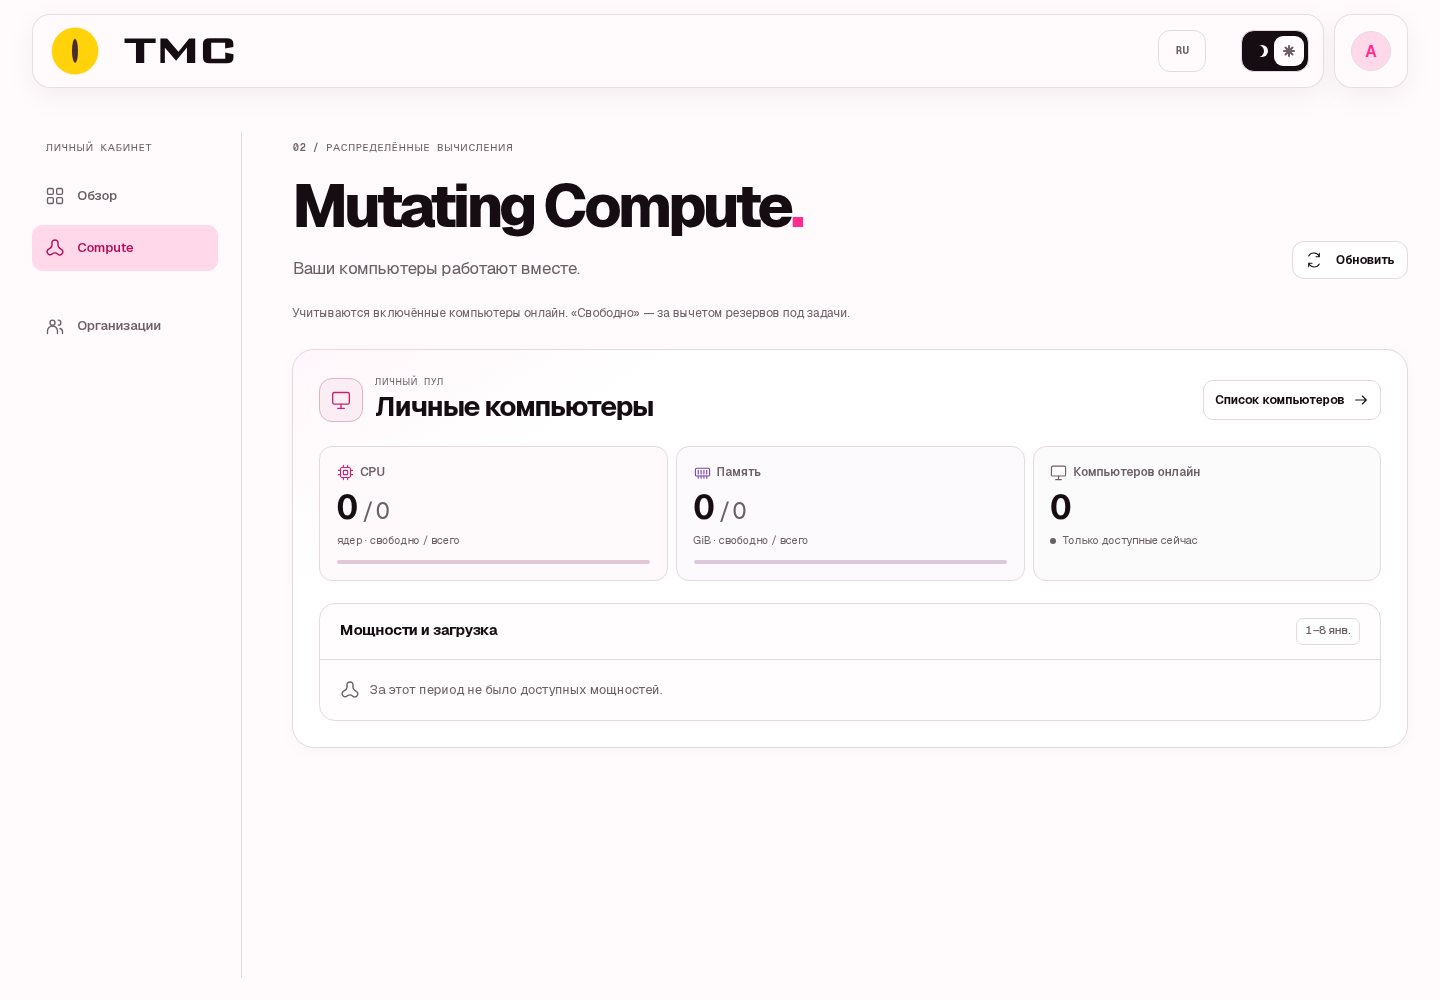 TMC
RU
A
ЛИЧНЫЙ КАБИНЕТ
Обзор
Compute
Организации
02 / РАСПРЕДЕЛЁННЫЕ ВЫЧИСЛЕНИЯ
Mutating Compute.
Ваши компьютеры работают вместе.
Обновить
Учитываются включённые компьютеры онлайн. «Свободно» — за вычетом резервов под задачи.
ЛИЧНЫЙ ПУЛ
Личные компьютеры
Список компьютеров
CPU
0 / 0
ядер · свободно / всего
Память
0 / 0
GiB · свободно / всего
Компьютеров онлайн
0
Только доступные сейчас
Мощности и загрузка
1–8 янв.
За этот период не было доступных мощностей.